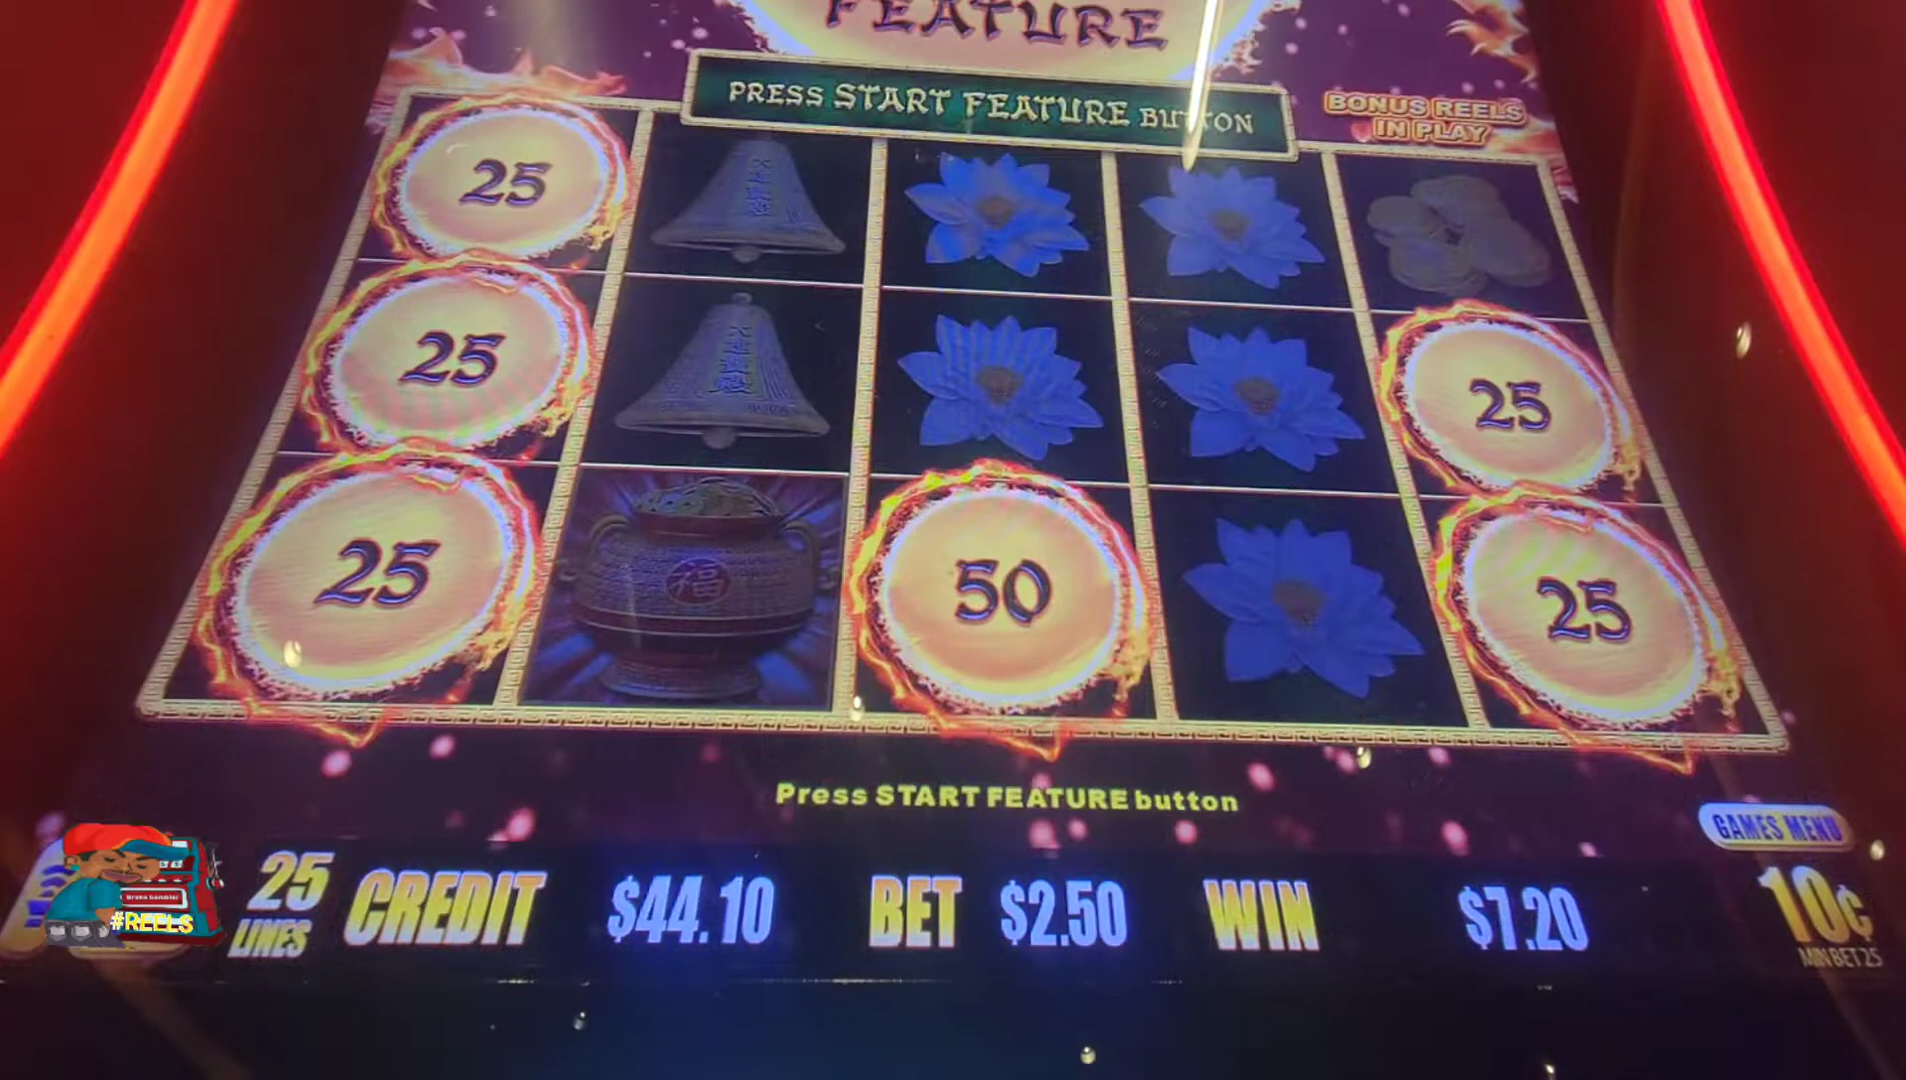 FEATURE
PRESS START FEATURE BUTTON
BONUS REELS
IN PLAY
25
25
25
25
50
25
福
Press START FEATURE button
GAMES MENU
25
LINES
CREDIT $44.10
BET $2.50
WIN $7.20
10¢
MIN BET 25
#REELS